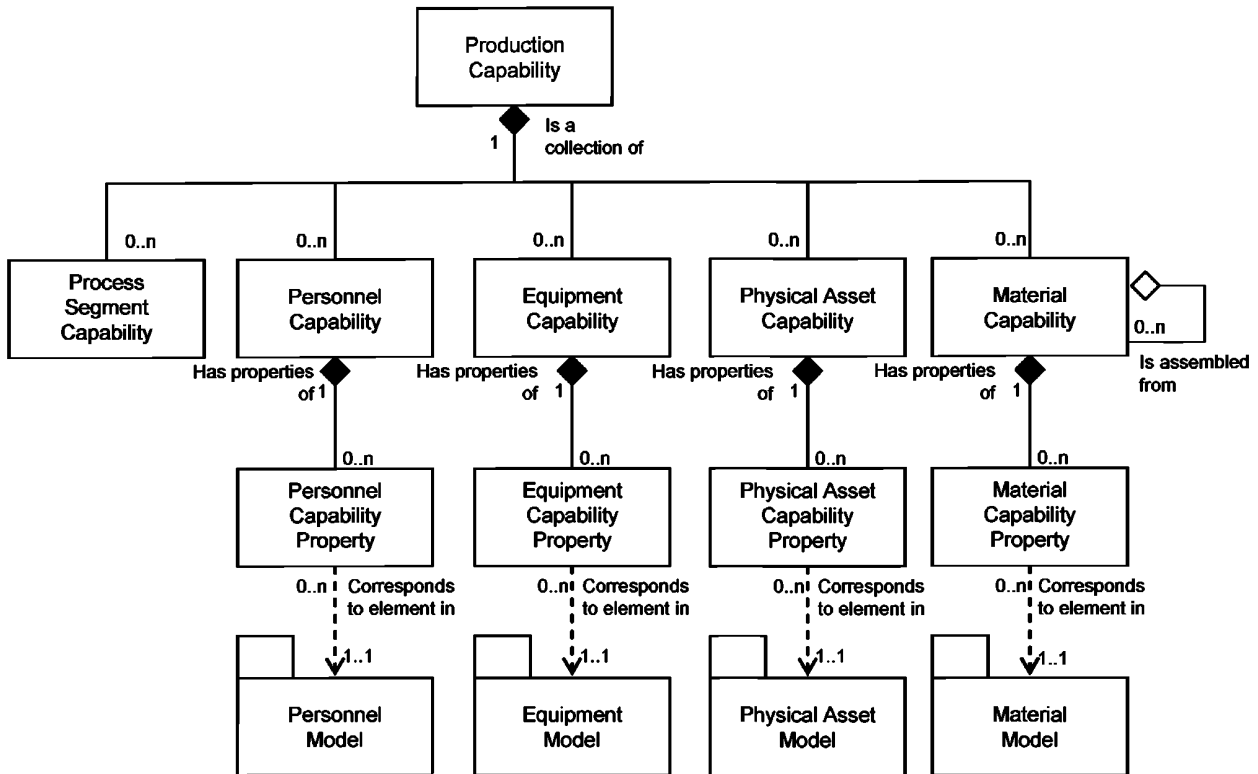 Production
Capability
1
Is a
collection of
0..n
0..n
0..n
0..n
0..n
Process
Segment
Capability
Personnel
Capability
Equipment
Capability
Physical Asset
Capability
Material
Capability
0..n
Is assembled
from
Has properties
of 1
Has properties
of 1
Has properties
of 1
Has properties
of 1
0..n
0..n
0..n
0..n
Personnel
Capability
Property
Equipment
Capability
Property
Physical Asset
Capability
Property
Material
Capability
Property
0..n Corresponds
to element in
0..n Corresponds
to element in
0..n Corresponds
to element in
0..n Corresponds
to element in
1..1
1..1
1..1
1..1
Personnel
Model
Equipment
Model
Physical Asset
Model
Material
Model